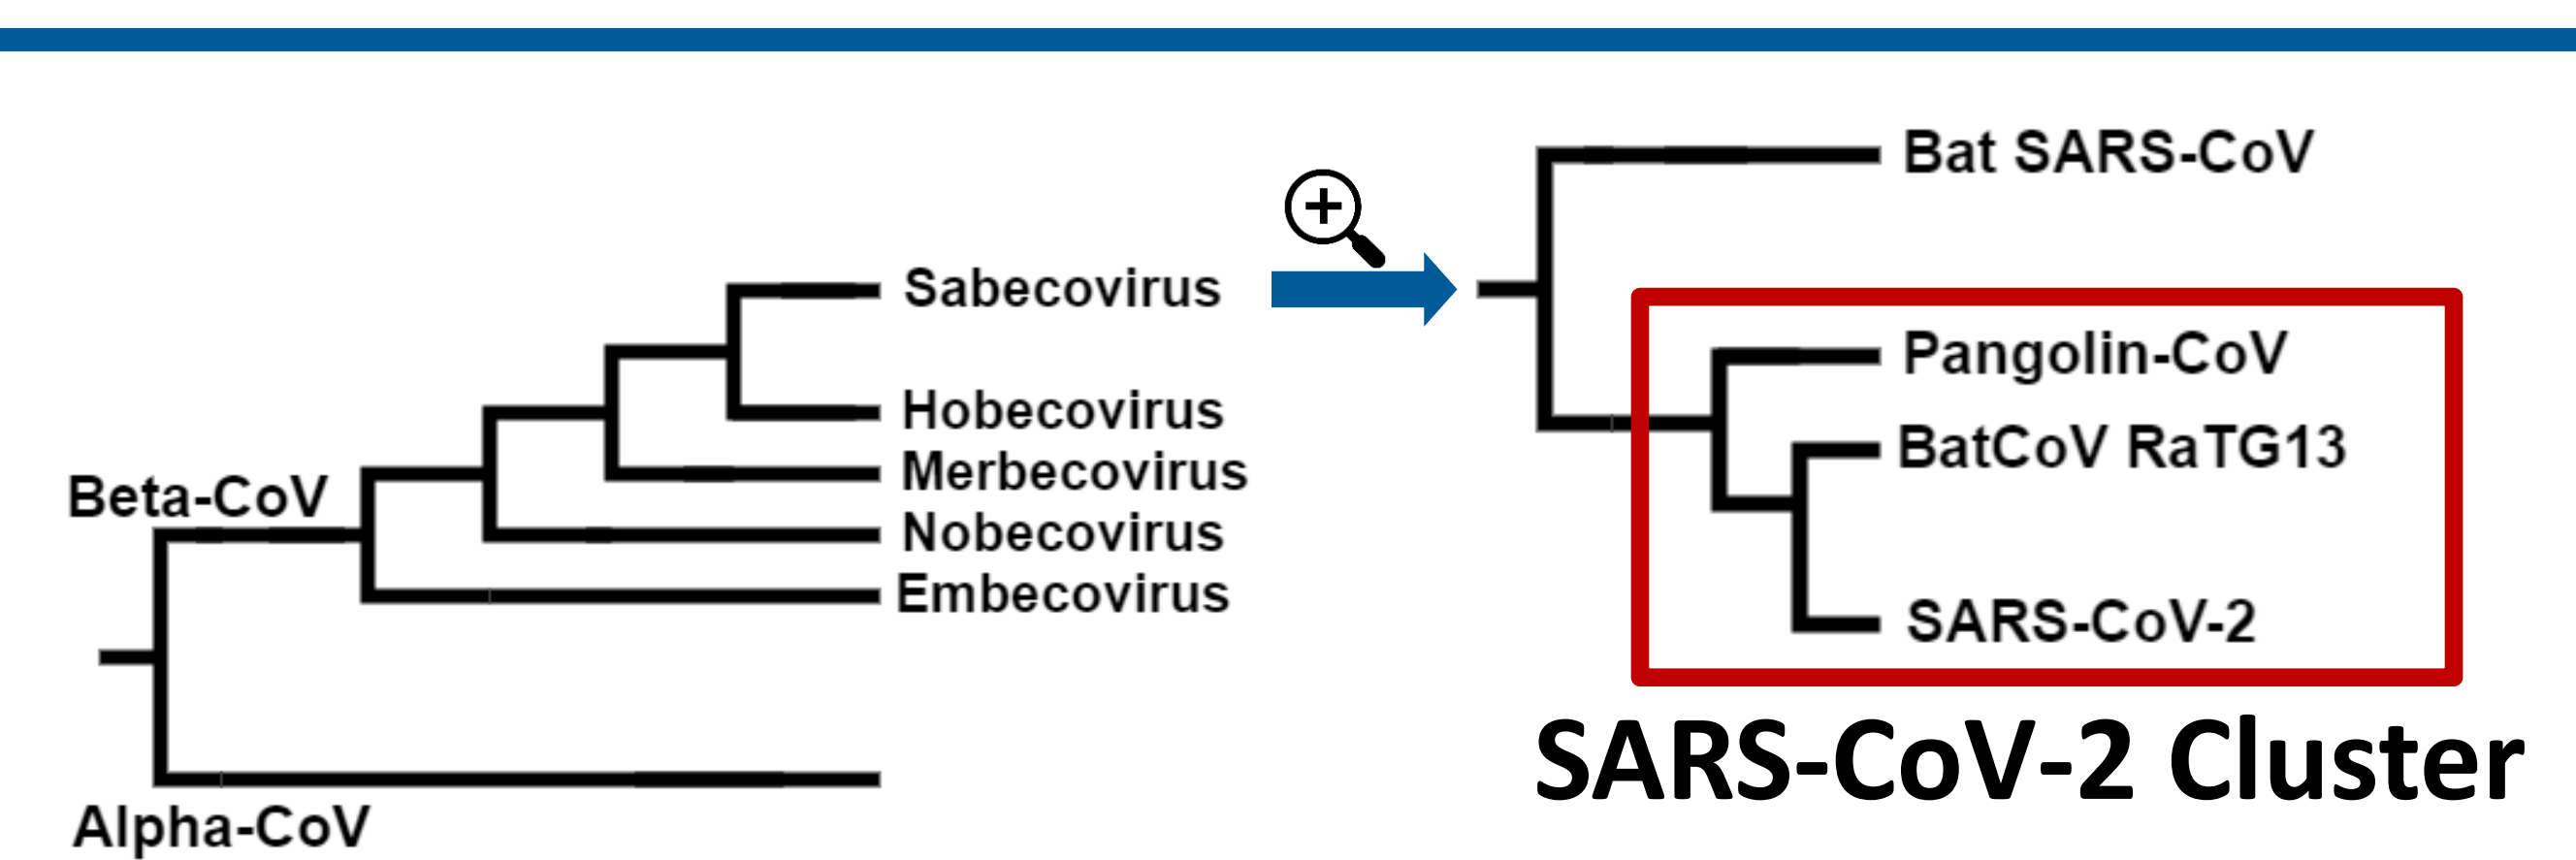 Beta-CoV
Sabecovirus
Hobecovirus
Merbecovirus
Nobecovirus
Embecovirus
Alpha-CoV
Bat SARS-CoV
Pangolin-CoV
BatCoV RaTG13
SARS-CoV-2
SARS-CoV-2 Cluster